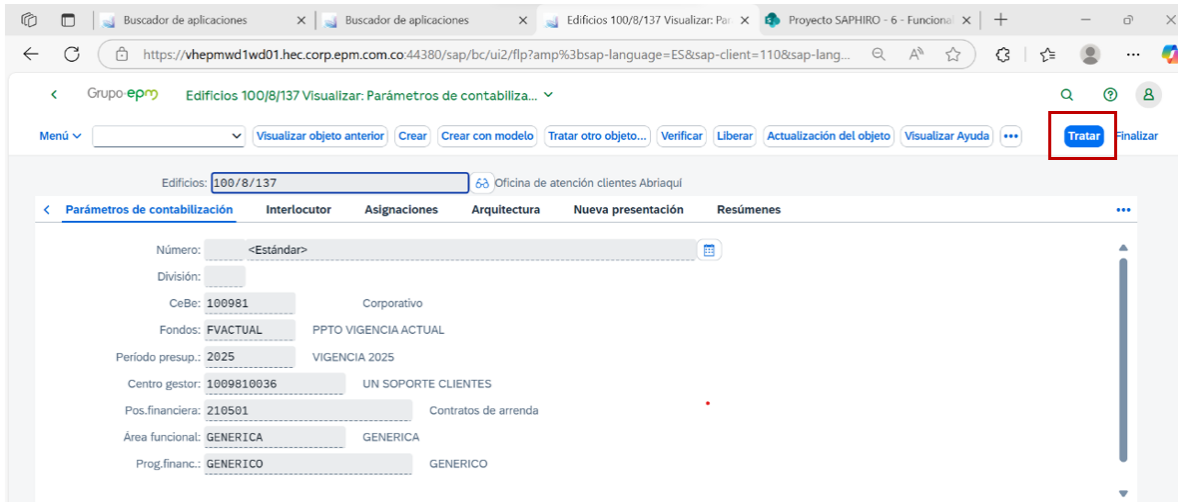 Buscador de aplicaciones
Buscador de aplicaciones
Edificios 100/8/137 Visualizar: Par
Proyecto SAPHIRO - 6 - Funcional
https://vhepmwd1wd01.hec.corp.epm.com.co:44380/sap/bc/ui2/flp?amp%3bsap-language=ES&sap-client=110&sap-lang...
Grupo·epm Edificios 100/8/137 Visualizar: Parámetros de contabiliza...
Menú Visualizar objeto anterior Crear Crear con modelo Tratar otro objeto... Verificar Liberar Actualización del objeto Visualizar Ayuda ••• Tratar Finalizar
Edificios: 100/8/137 Oficina de atención clientes Abriaquí
Parámetros de contabilización Interlocutor Asignaciones Arquitectura Nueva presentación Resúmenes •••
Número: <Estándar>
División:
CeBe: 100981 Corporativo
Fondos: FVACTUAL PPTO VIGENCIA ACTUAL
Período presup.: 2025 VIGENCIA 2025
Centro gestor: 1009810036 UN SOPORTE CLIENTES
Pos.financiera: 210501 Contratos de arrenda
Área funcional: GENERICA GENERICA
Prog.financ.: GENERICO GENERICO